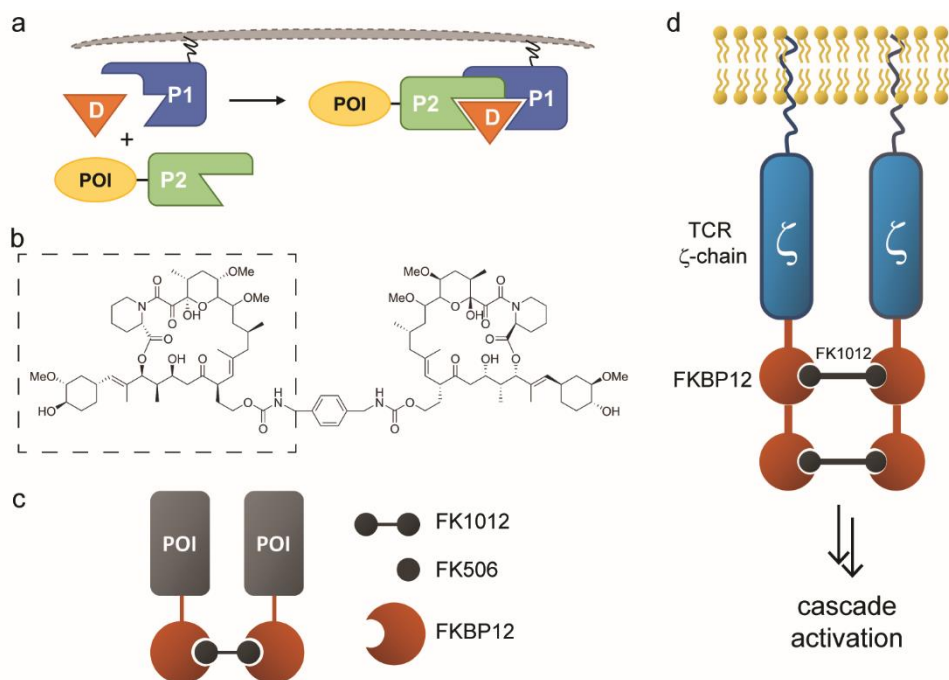 a
P1
D
+
POI
P2
POI
P2
D
P1
b
OMe
O
O
N
O
OH
OMe
O
O
OH
O
MeO
HO
O
H
N
O
H
N
O
O
MeO
O
O
MeO
OH
O
N
O
O
O
OH
OMe
OH
c
POI
POI
FK1012
FK506
FKBP12
d
TCR
ζ-chain
ζ
ζ
FK1012
FKBP12
cascade
activation